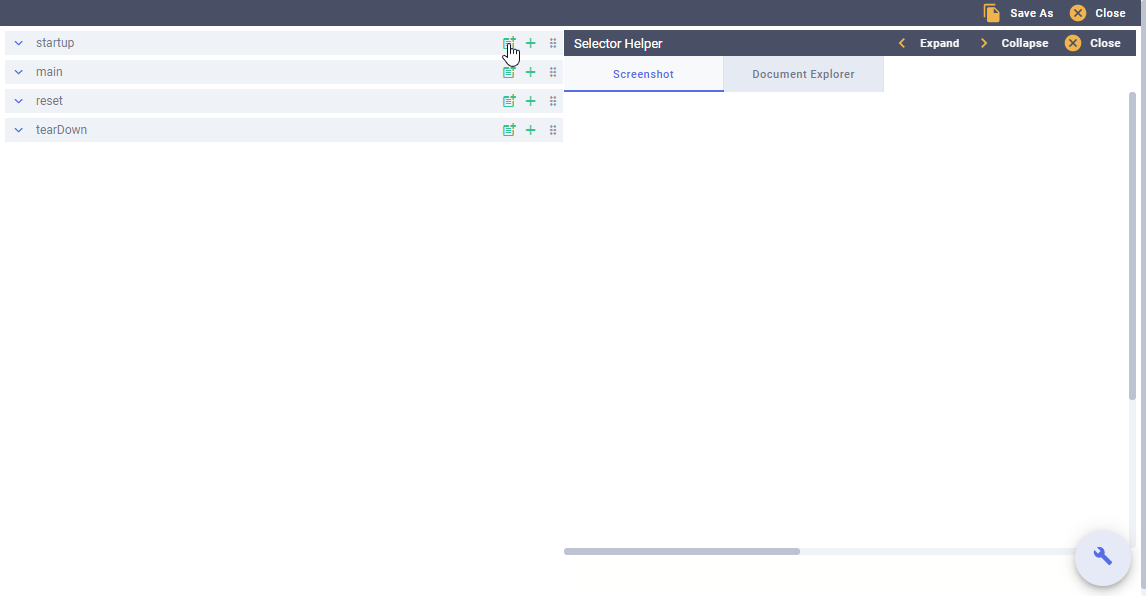 Save As Close
startup
main
reset
tearDown
Selector Helper Expand Collapse Close
Screenshot Document Explorer